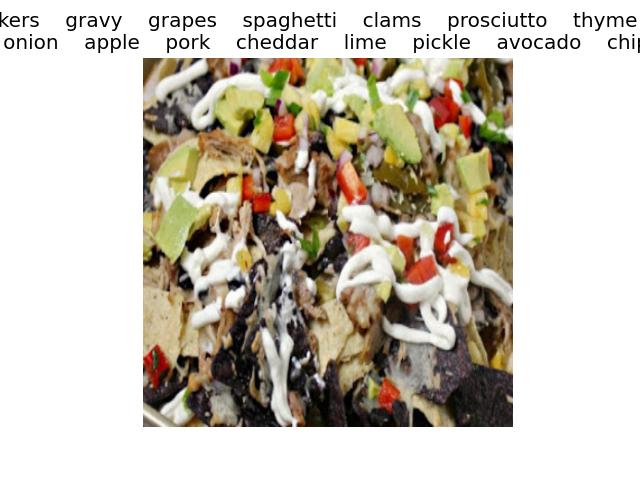 kers gravy grapes spaghetti clams prosciutto thyme
onion apple pork cheddar lime pickle avocado chip